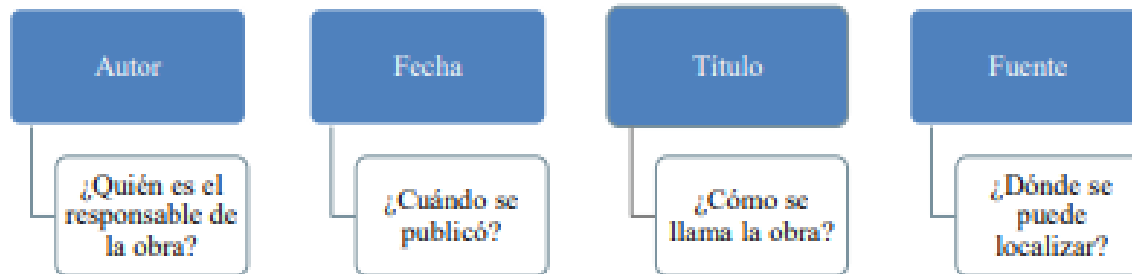 Autor
Fecha
Título
Fuente
¿Quién es el
responsable de
la obra?
¿Cuándo se
publicó?
¿Cómo se
llama la obra?
¿Dónde se
puede
localizar?